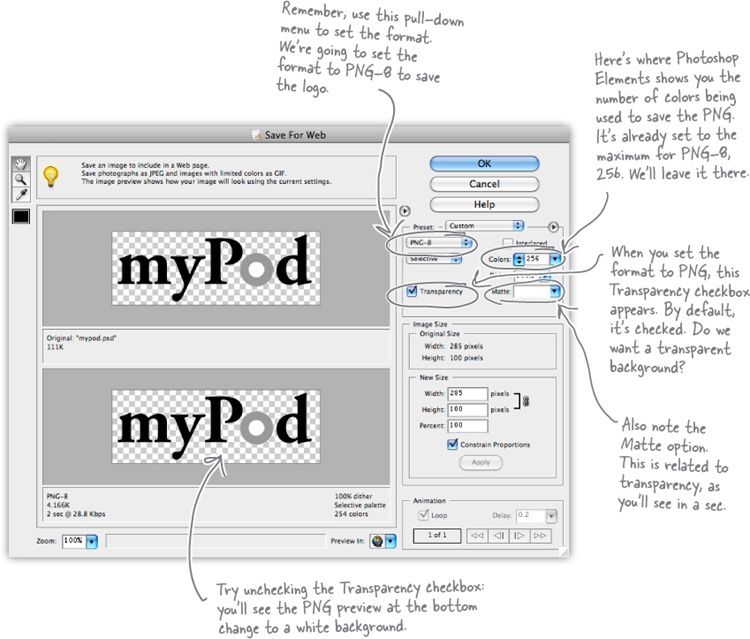 Remember, use this pull-down
menu to set the format.
We're going to set the
format to PNG-8 to save
the logo.
Here's where Photoshop
Elements shows you the
number of colors being
used to save the PNG.
It's already set to the
maximum for PNG-8,
256. We'll leave it there.
Save For Web
Save an image to include in a Web page.
Save photographs as JPEG and images with limited colors as GIF.
The image preview shows how your image will look using the current settings.
OK
Cancel
Help
Preset: Custom
PNG-8
Interlaced
Selective
Colors: 256
Transparency
Matte:
When you set the
format to PNG, this
Transparency checkbox
appears. By default,
it's checked. Do we
want a transparent
background?
myPod
Original: "mypod.psd"
111K
Image Size
Original Size
Width: 285 pixels
Height: 100 pixels
New Size
Width: 285 pixels
Height: 100 pixels
Percent: 100
Constrain Proportions
Apply
Also note the
Matte option.
This is related to
transparency, as
you'll see in a sec.
myPod
PNG-8
4.166K
2 sec @ 28.8 Kbps
100% dither
Selective palette
254 colors
Animation
Loop
Delay: 0.2
1 of 1
Zoom: 100%
Preview In:
Try unchecking the Transparency checkbox:
you'll see the PNG preview at the bottom
change to a white background.